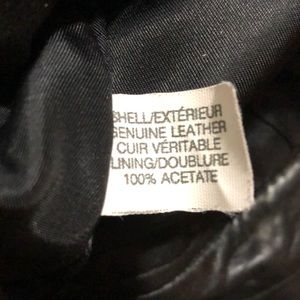 SHELL/EXTÉRIEUR
GENUINE LEATHER
CUIR VÉRITABLE
LINING/DOUBLURE
100% ACETATE